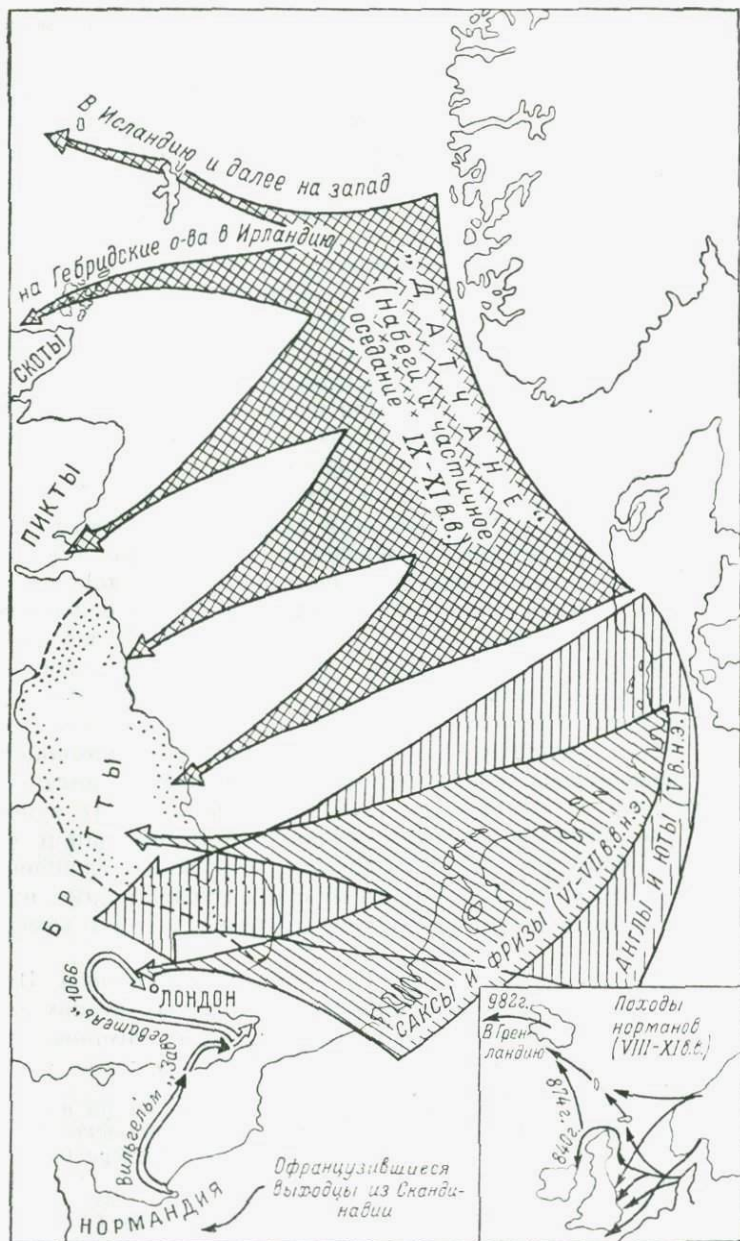 В Исландию и далее на запад
на Гебридские о-ва в Ирландию
СКОТЫ
„ДАТЧАНЕ“
(набеги и частичное
оседание IX-XI в.в.)
ПИКТЫ
БРИТТЫ
САКСЫ И ФРИЗЫ (VI-VII в.в.н.э.)
АНГЛЫ И ЮТЫ (V в.н.э.)
ЛОНДОН
Вильгельм „Завоеватель“ 1066
НОРМАНДИЯ
Офранцузившиеся
выходцы из Сканди-
навии
982г.
В Грен-
ландию
Походы
норманов
(VIII-XI в.в.)
874г.
840г.